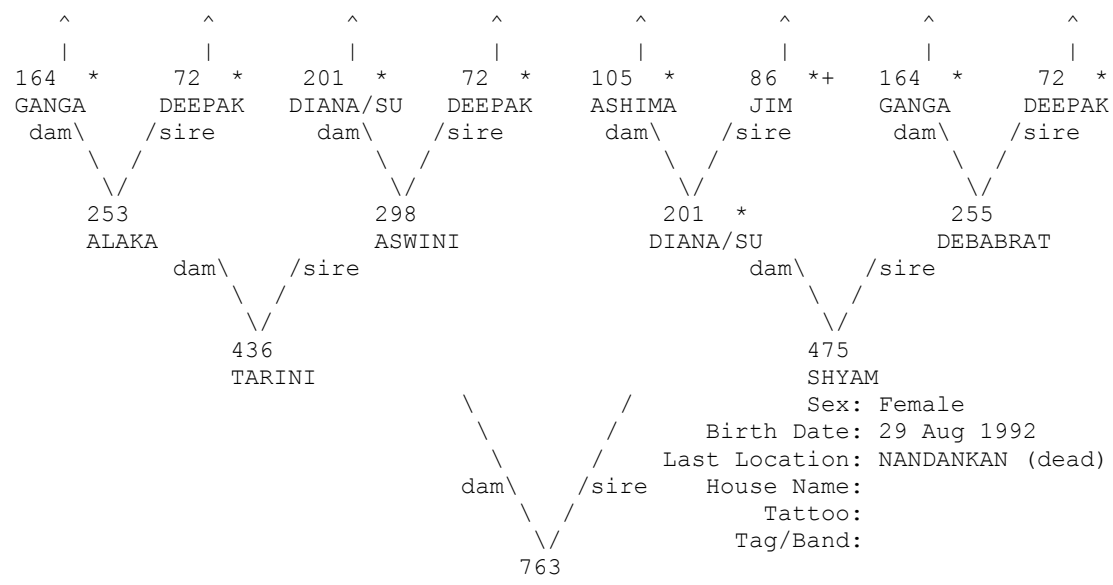 ^ ^ ^ ^ ^ ^ ^ ^
| | | | | | | |
164 * 72 * 201 * 72 * 105 * 86 *+ 164 * 72 *
GANGA DEEPAK DIANA/SU DEEPAK ASHIMA JIM GANGA DEEPAK
dam\ /sire dam\ /sire dam\ /sire dam\ /sire
\ / \ / \ / \ /
\/ \/ \/ \/
253 298 201 * 255
ALAKA ASWINI DIANA/SU DEBABRAT
dam\ /sire dam\ /sire
\ / \ /
\/ \/
436 475
TARINI SHYAM
\ / Sex: Female
\ / Birth Date: 29 Aug 1992
\ / Last Location: NANDANKAN (dead)
dam\ /sire House Name:
\ / Tattoo:
\/ Tag/Band:
763